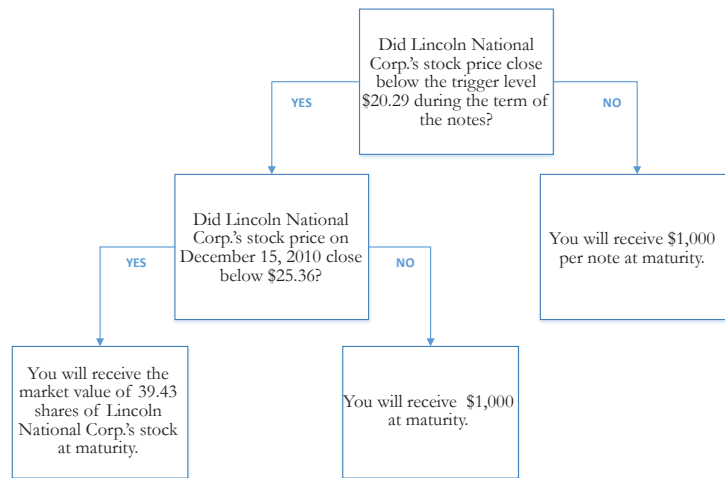 Did Lincoln National
Corp.'s stock price close
below the trigger level
$20.29 during the term of
the notes?
YES
NO
Did Lincoln National
Corp.'s stock price on
December 15, 2010 close
below $25.36?
You will receive $1,000
per note at maturity.
YES
NO
You will receive the
market value of 39.43
shares of Lincoln
National Corp.'s stock
at maturity.
You will receive  $1,000
at maturity.